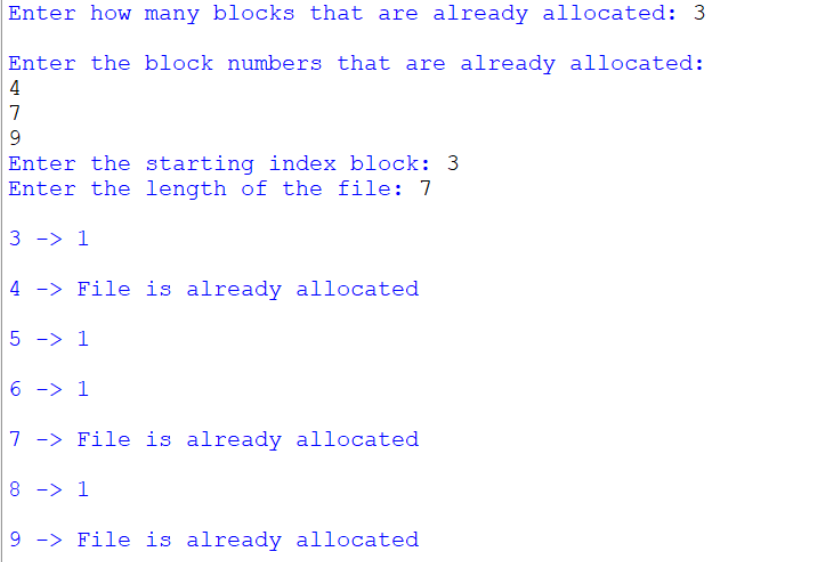 Enter how many blocks that are already allocated: 3
Enter the block numbers that are already allocated:
4
7
9
Enter the starting index block: 3
Enter the length of the file: 7
3 -> 1
4 -> File is already allocated
5 -> 1
6 -> 1
7 -> File is already allocated
8 -> 1
9 -> File is already allocated